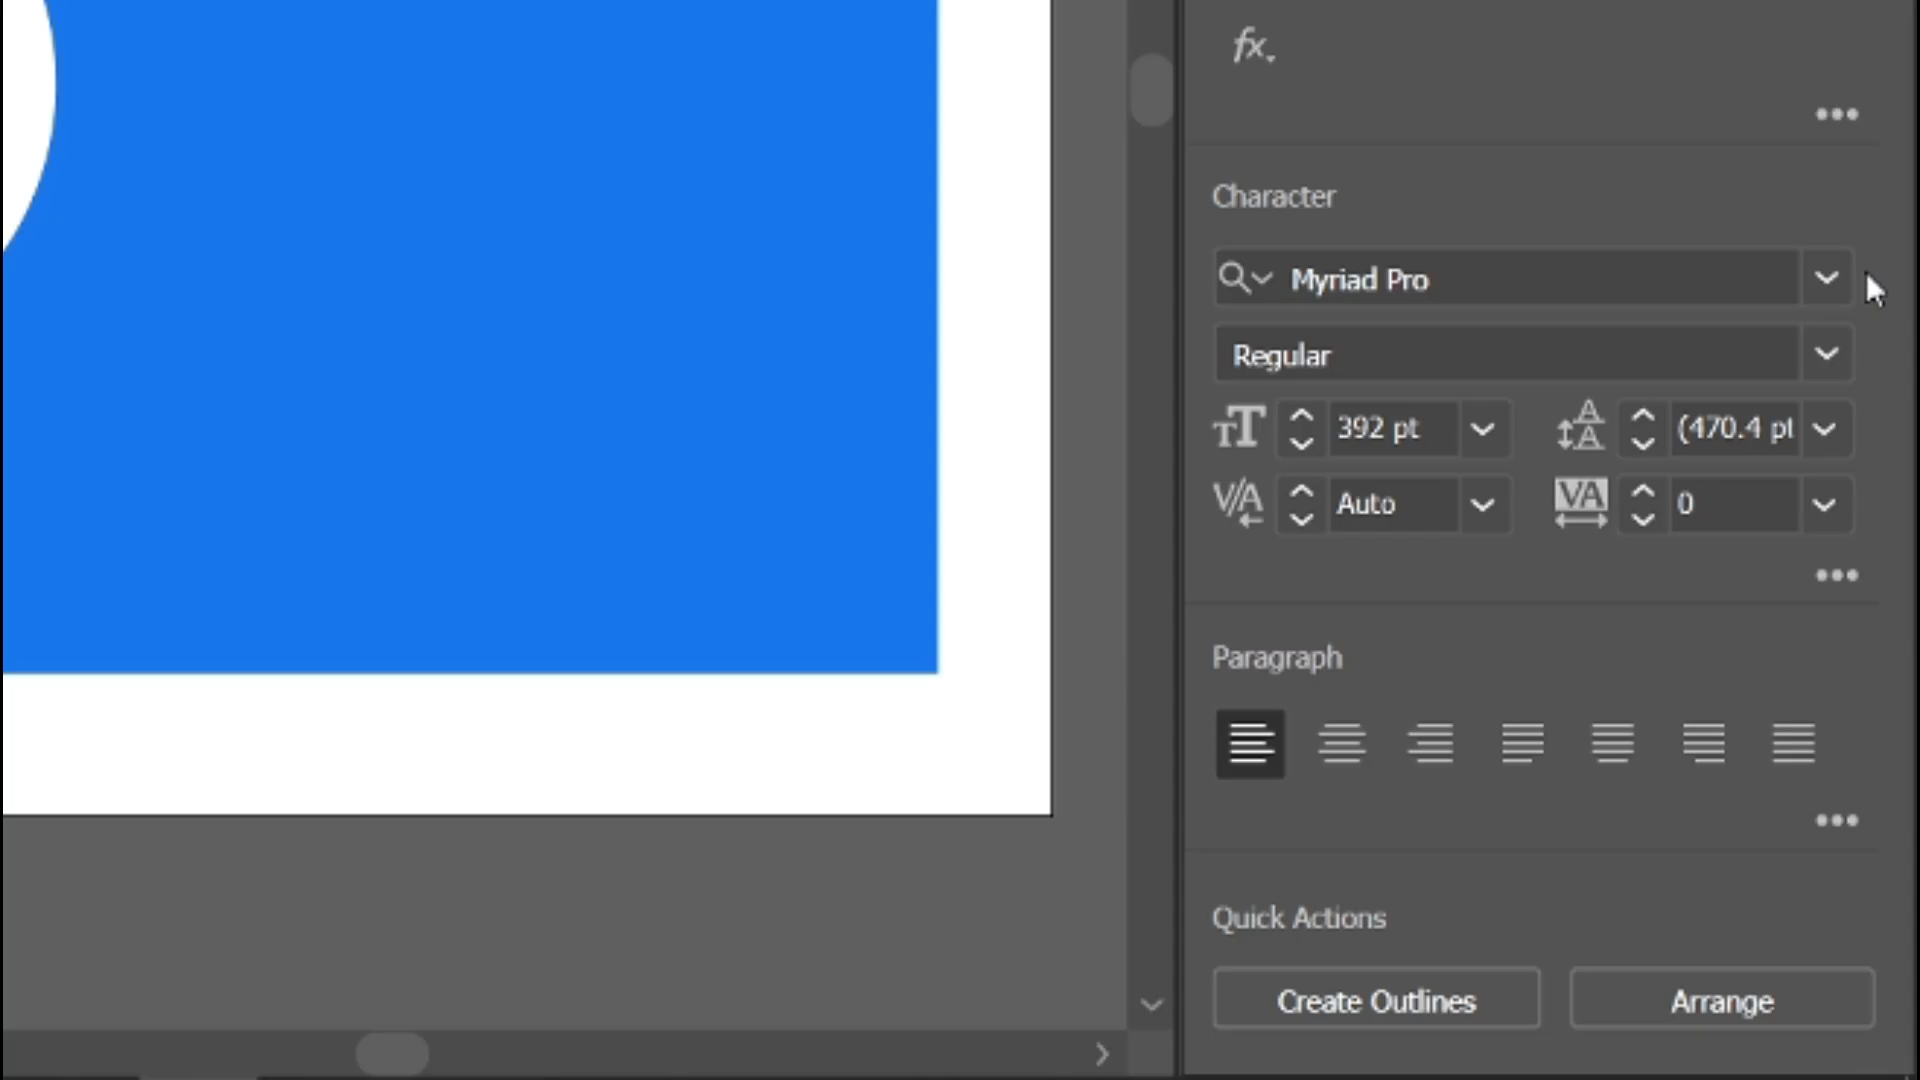 fx
Character
Myriad Pro
Regular
392 pt
(470.4 pt
Auto
0
Paragraph
Quick Actions
Create Outlines
Arrange